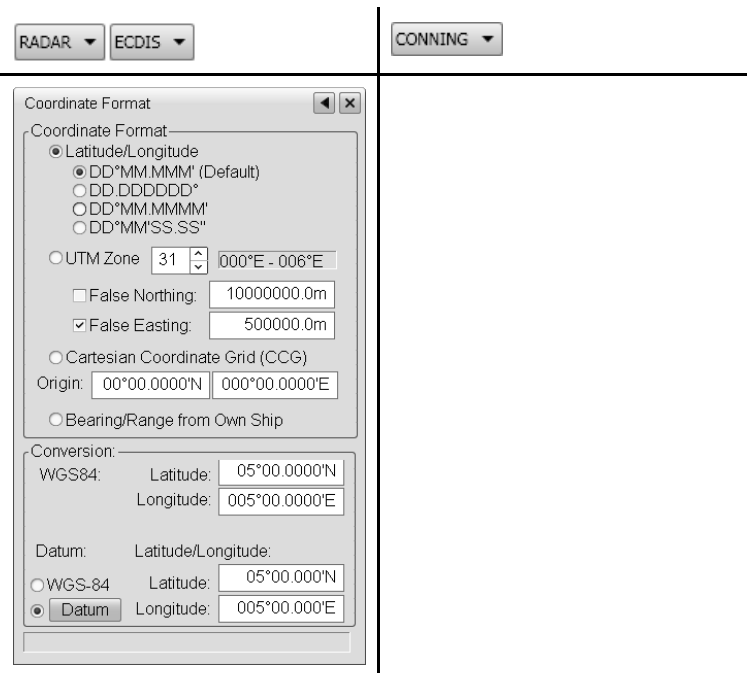 RADAR ECDIS CONNING
Coordinate Format
Coordinate Format
Latitude/Longitude
DD°MM.MMM' (Default)
DD.DDDDDD°
DD°MM.MMMM'
DD°MM'SS.SS"
UTM Zone 31 000°E - 006°E
False Northing: 10000000.0m
False Easting: 500000.0m
Cartesian Coordinate Grid (CCG)
Origin: 00°00.0000'N 000°00.0000'E
Bearing/Range from Own Ship
Conversion:
WGS84: Latitude: 05°00.0000'N
Longitude: 005°00.0000'E
Datum: Latitude/Longitude:
WGS-84 Latitude: 05°00.000'N
Datum Longitude: 005°00.000'E